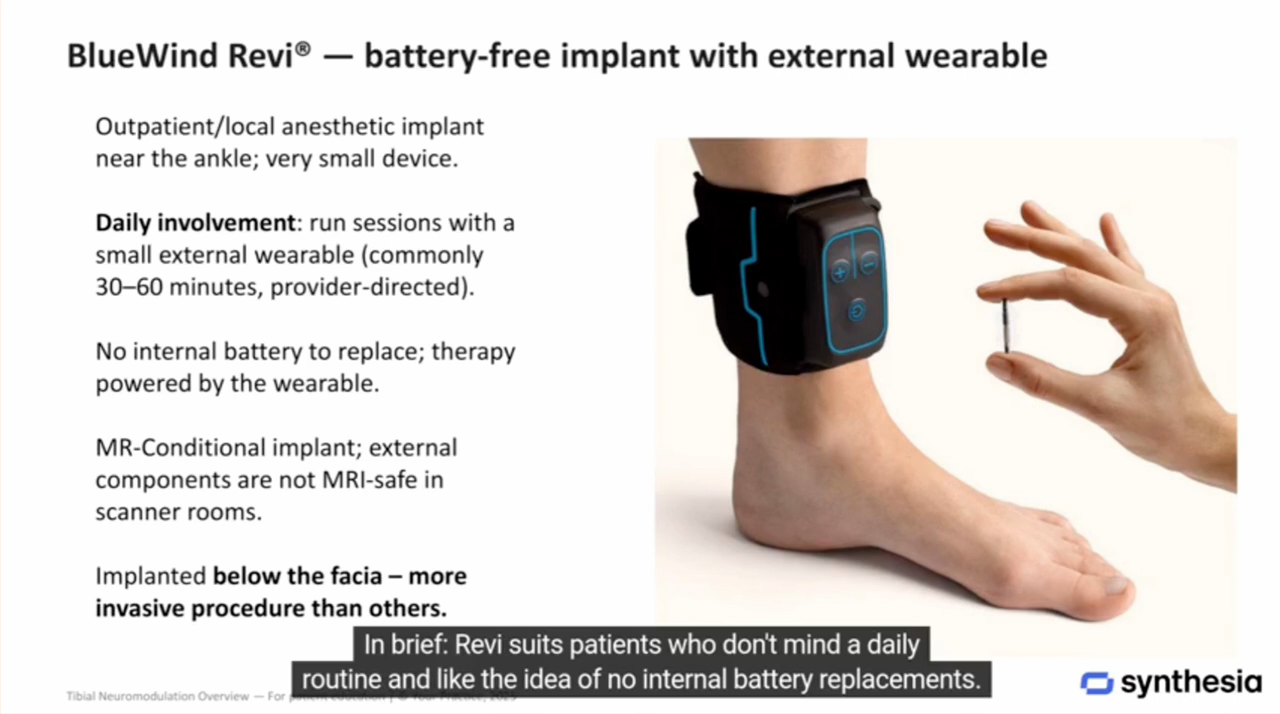 BlueWind Revi® — battery-free implant with external wearable
Outpatient/local anesthetic implant
near the ankle; very small device.
Daily involvement: run sessions with a
small external wearable (commonly
30–60 minutes, provider-directed).
No internal battery to replace; therapy
powered by the wearable.
MR-Conditional implant; external
components are not MRI-safe in
scanner rooms.
Implanted below the facia – more
invasive procedure than others.
In brief: Revi suits patients who don't mind a daily
routine and like the idea of no internal battery replacements.
Tibial Neuromodulation Overview — For
synthesia